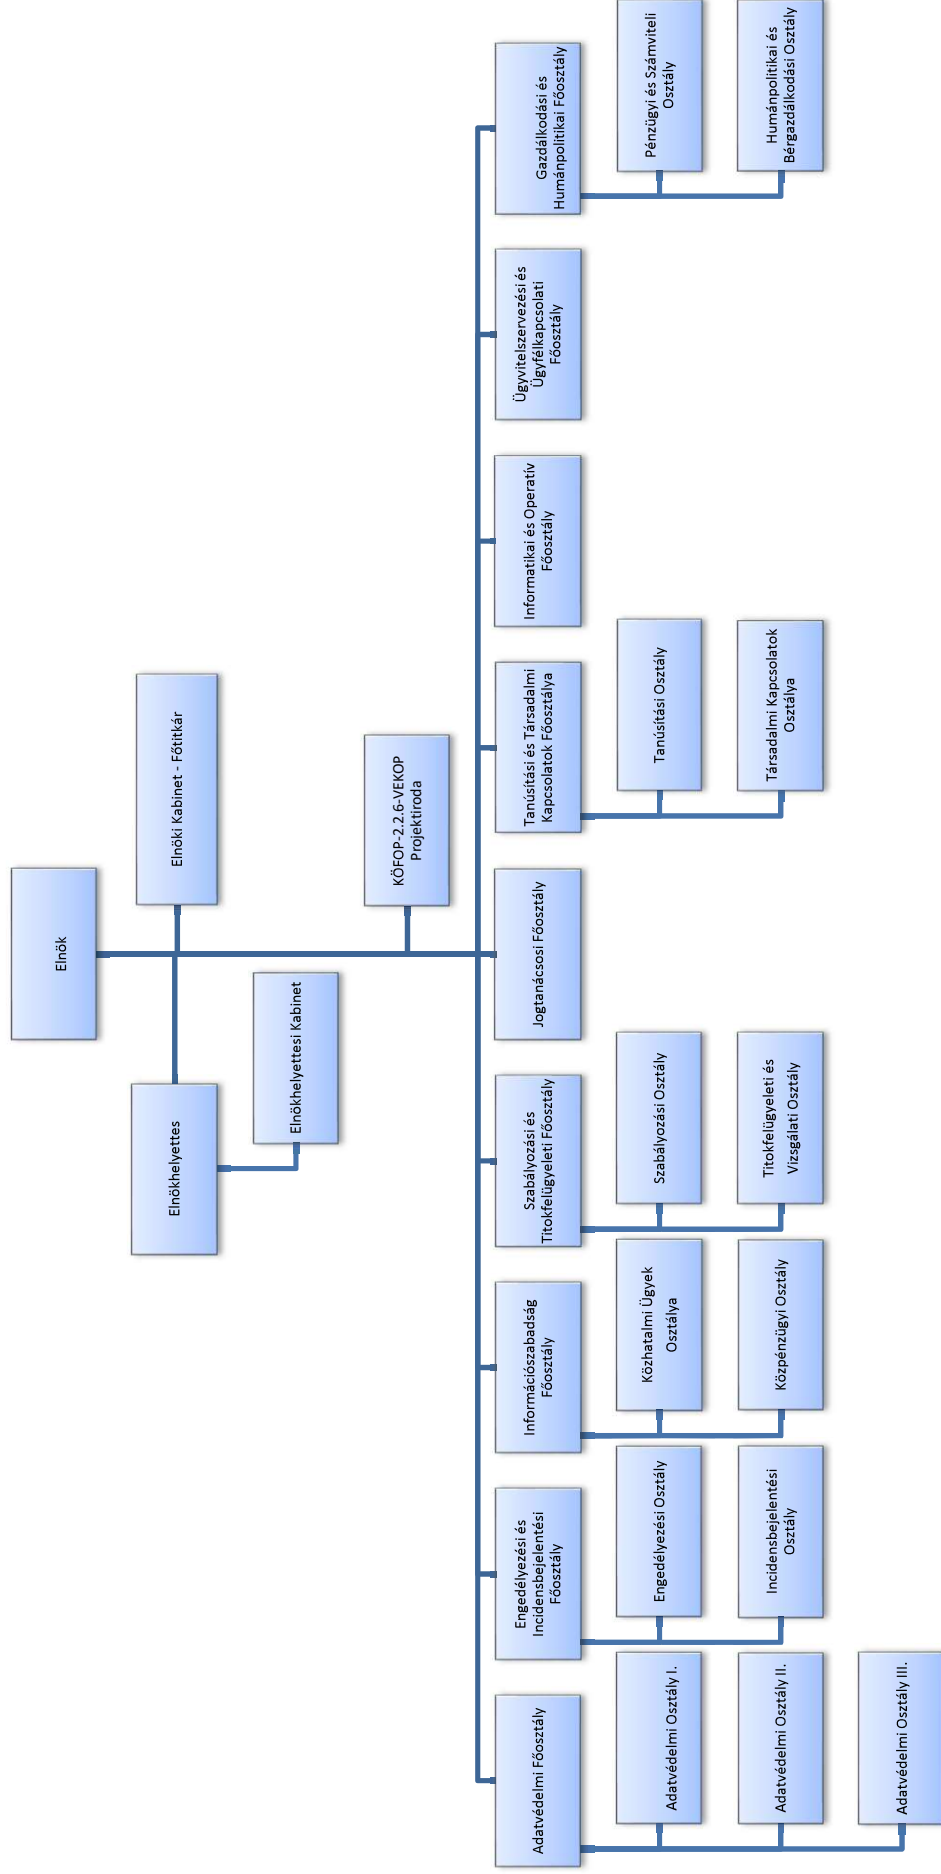 Elnök
Elnökhelyettes
Elnöki Kabinet - Főtitkár
Elnökhelyettesi Kabinet
KÖFOP-2.2.6-VEKOP
Projektiroda
Adatvédelmi Főosztály
Adatvédelmi Osztály I.
Adatvédelmi Osztály II.
Adatvédelmi Osztály III.
Engedélyezési és
Incidensbejelentési
Főosztály
Engedélyezési Osztály
Incidensbejelentési
Osztály
Információszabadság
Főosztály
Közhatalmi Ügyek
Osztálya
Közpénzügyi Osztály
Szabályozási és
Titokfelügyeleti Főosztály
Szabályozási Osztály
Titokfelügyeleti és
Vizsgálati Osztály
Jogtanácsosi Főosztály
Tanúsítási és Társadalmi
Kapcsolatok Főosztálya
Tanúsítási Osztály
Társadalmi Kapcsolatok
Osztálya
Informatikai és Operatív
Főosztály
Ügyvitelszervezési és
Ügyfélkapcsolati
Főosztály
Gazdálkodási és
Humánpolitikai Főosztály
Pénzügyi és Számviteli
Osztály
Humánpolitikai és
Bérgazdálkodási Osztály